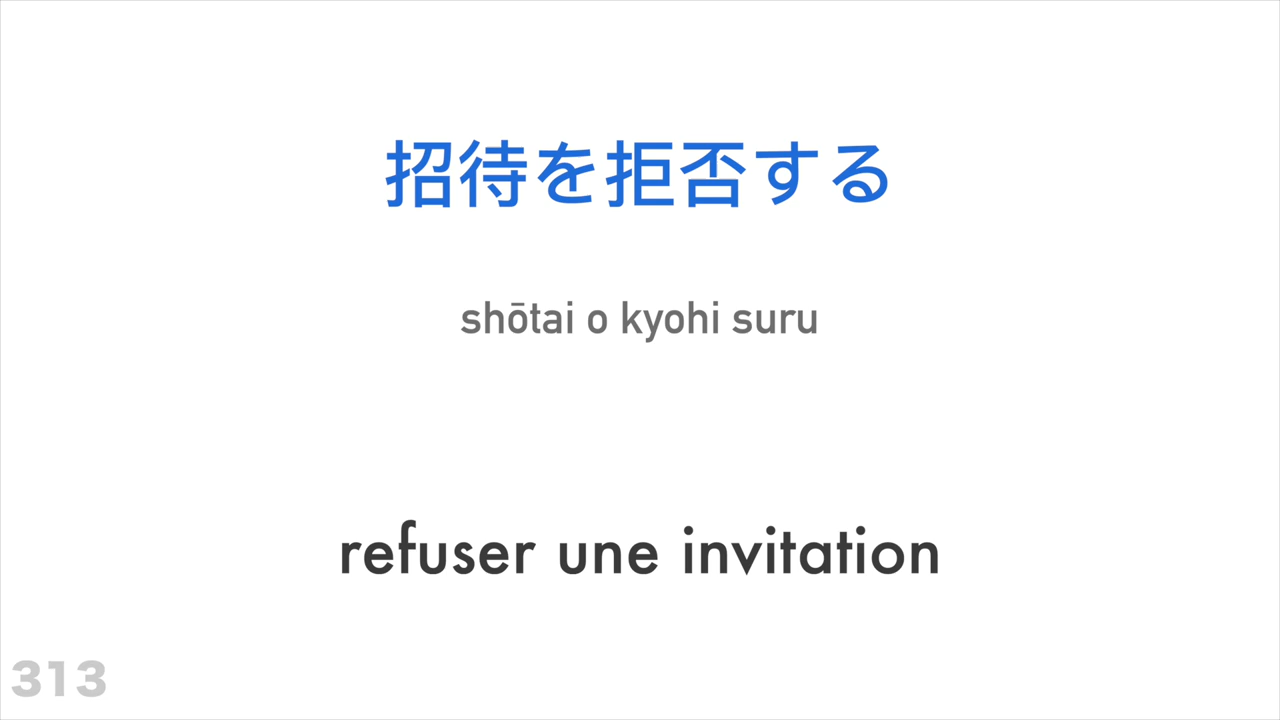 招待を拒否する
shōtai o kyohi suru
refuser une invitation
313